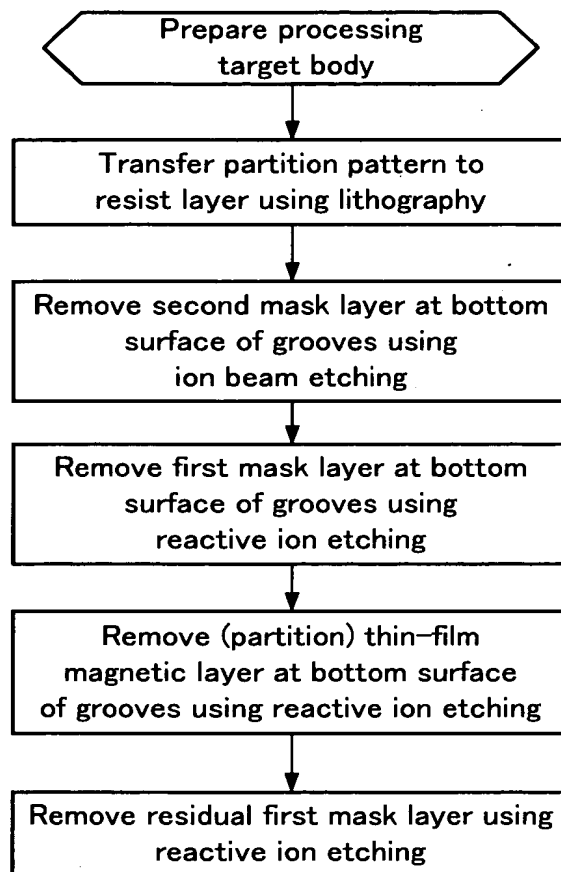 Prepare processing
target body
Transfer partition pattern to
resist layer using lithography
Remove second mask layer at bottom
surface of grooves using
ion beam etching
Remove first mask layer at bottom
surface of grooves using
reactive ion etching
Remove (partition) thin-film
magnetic layer at bottom surface
of grooves using reactive ion etching
Remove residual first mask layer using
reactive ion etching